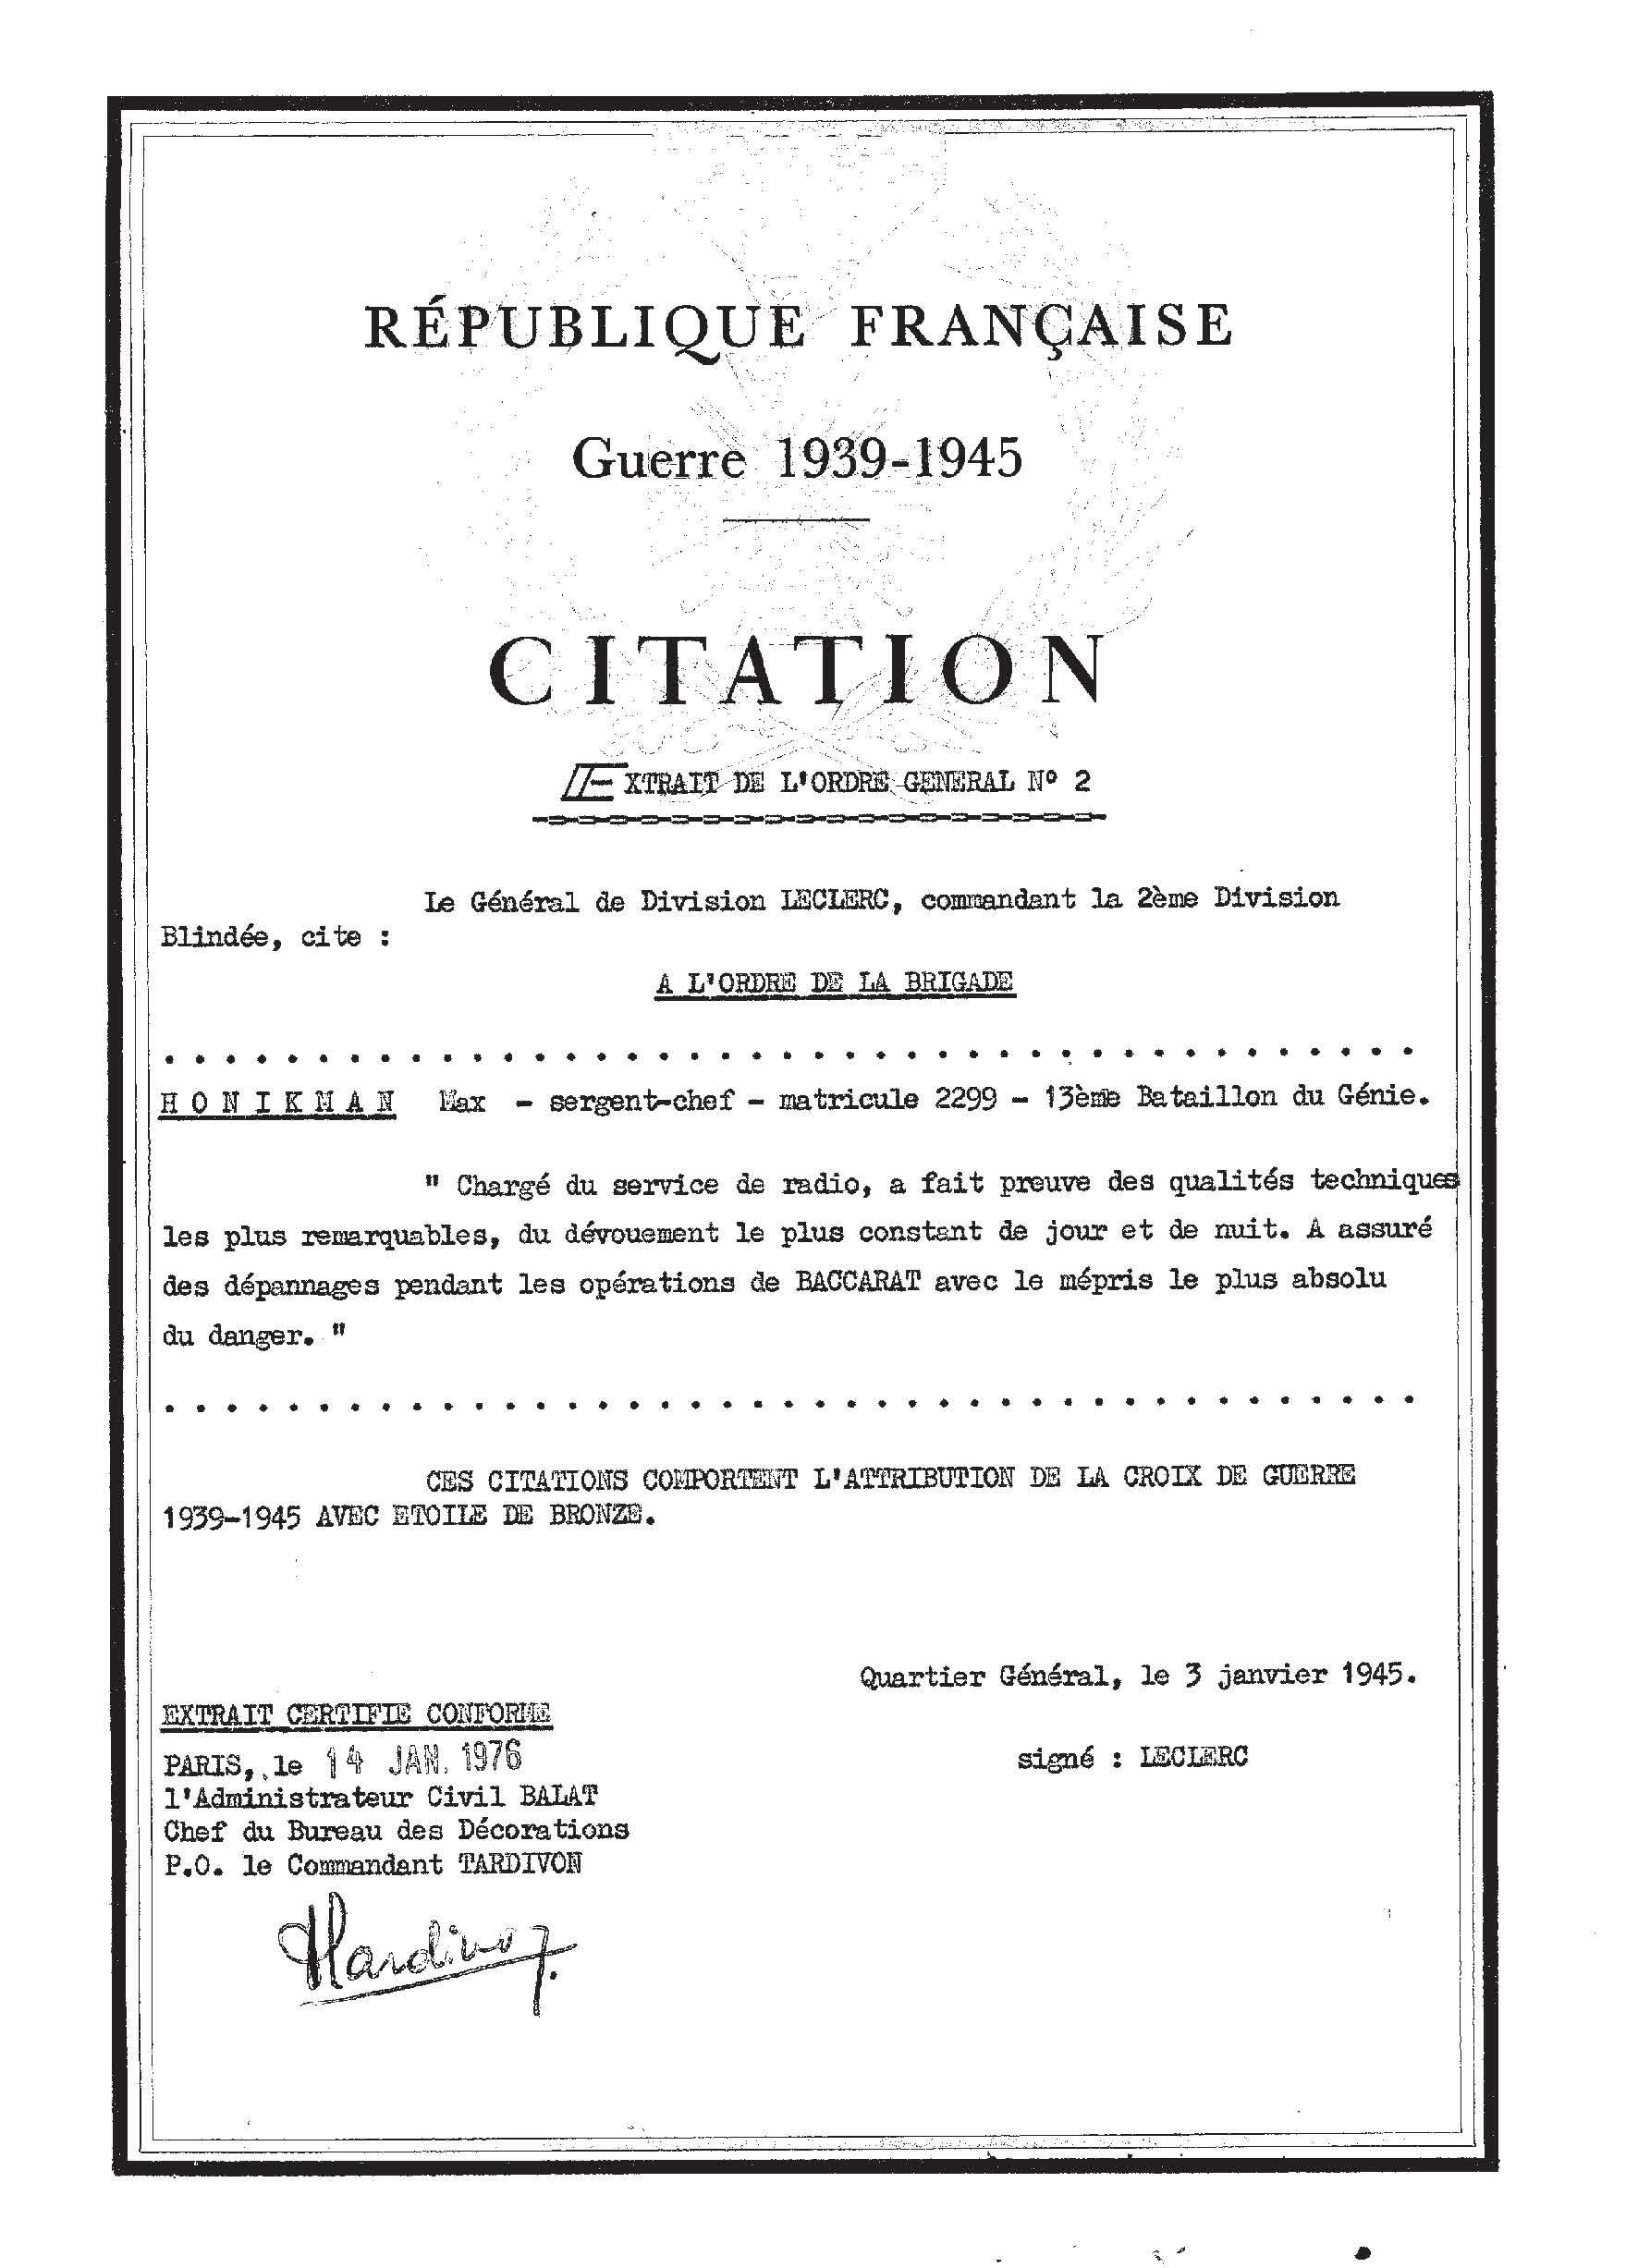 RÉPUBLIQUE FRANÇAISE
Guerre 1939-1945
CITATION
EXTRAIT DE L'ORDRE GENERAL N° 2
Le Général de Division LECLERC, commandant la 2ème Division
Blindée, cite :
A L'ORDRE DE LA BRIGADE
HONIKMAN Max - sergent-chef - matricule 2299 - 13ème Bataillon du Génie.
" Chargé du service de radio, a fait preuve des qualités techniques
les plus remarquables, du dévouement le plus constant de jour et de nuit. A assuré
des dépannages pendant les opérations de BACCARAT avec le mépris le plus absolu
du danger. "
CES CITATIONS COMPORTENT L'ATTRIBUTION DE LA CROIX DE GUERRE
1939-1945 AVEC ETOILE DE BRONZE.
Quartier Général, le 3 janvier 1945.
signé : LECLERC
EXTRAIT CERTIFIE CONFORME
PARIS, le 14 JAN. 1976
l'Administrateur Civil BALAT
Chef du Bureau des Décorations
P.O. le Commandant TARDIVON